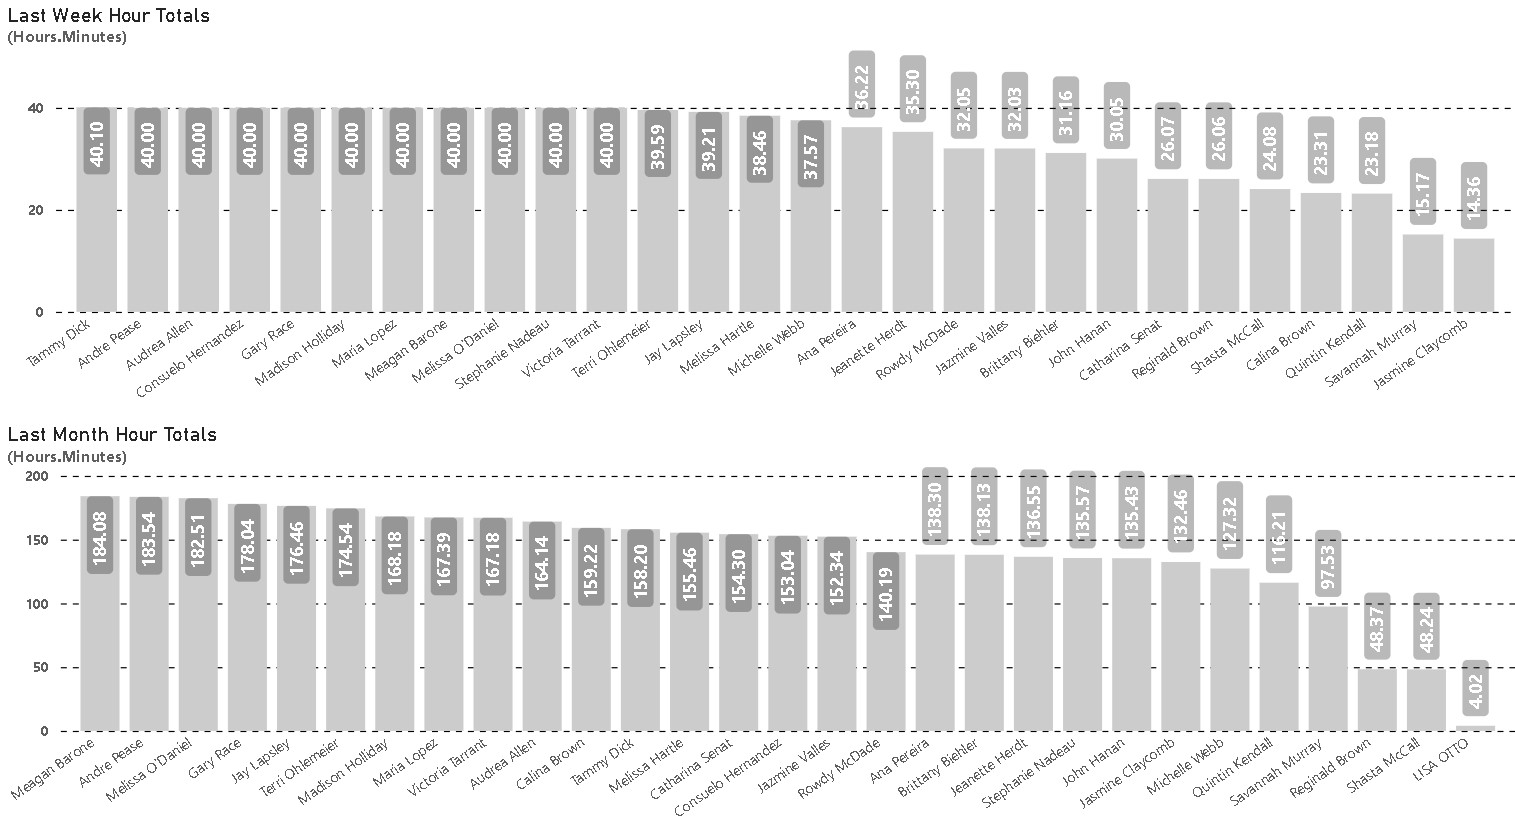 Last Week Hour Totals
(Hours.Minutes)
40
20
0
40.10
40.00
40.00
40.00
40.00
40.00
40.00
40.00
40.00
40.00
40.00
39.59
39.21
38.46
37.57
36.22
35.30
32.05
32.03
31.16
30.05
26.07
26.06
24.08
23.31
23.18
15.17
14.36
Tammy Dick
Andre Pease
Audrea Allen
Consuelo Hernandez
Gary Race
Madison Holliday
Maria Lopez
Meagan Barone
Melissa O'Daniel
Stephanie Nadeau
Victoria Tarrant
Terri Ohlemeier
Jay Lapsley
Melissa Hartle
Michelle Webb
Ana Pereira
Jeanette Herdt
Rowdy McDade
Jazmine Valles
Brittany Biehler
John Hanan
Catharina Senat
Reginald Brown
Shasta McCall
Calina Brown
Quintin Kendall
Savannah Murray
Jasmine Claycomb
Last Month Hour Totals
(Hours.Minutes)
200
150
100
50
0
184.08
183.54
182.51
178.04
176.46
174.54
168.18
167.39
167.18
164.14
159.22
158.20
155.46
154.30
153.04
152.34
140.19
138.30
138.13
136.55
135.57
135.43
132.46
127.32
116.21
97.53
48.37
48.24
4.02
Meagan Barone
Andre Pease
Melissa O'Daniel
Gary Race
Jay Lapsley
Terri Ohlemeier
Madison Holliday
Maria Lopez
Victoria Tarrant
Audrea Allen
Calina Brown
Tammy Dick
Melissa Hartle
Catharina Senat
Consuelo Hernandez
Jazmine Valles
Rowdy McDade
Ana Pereira
Brittany Biehler
Jeanette Herdt
Stephanie Nadeau
John Hanan
Jasmine Claycomb
Michelle Webb
Quintin Kendall
Savannah Murray
Reginald Brown
Shasta McCall
LISA OTTO